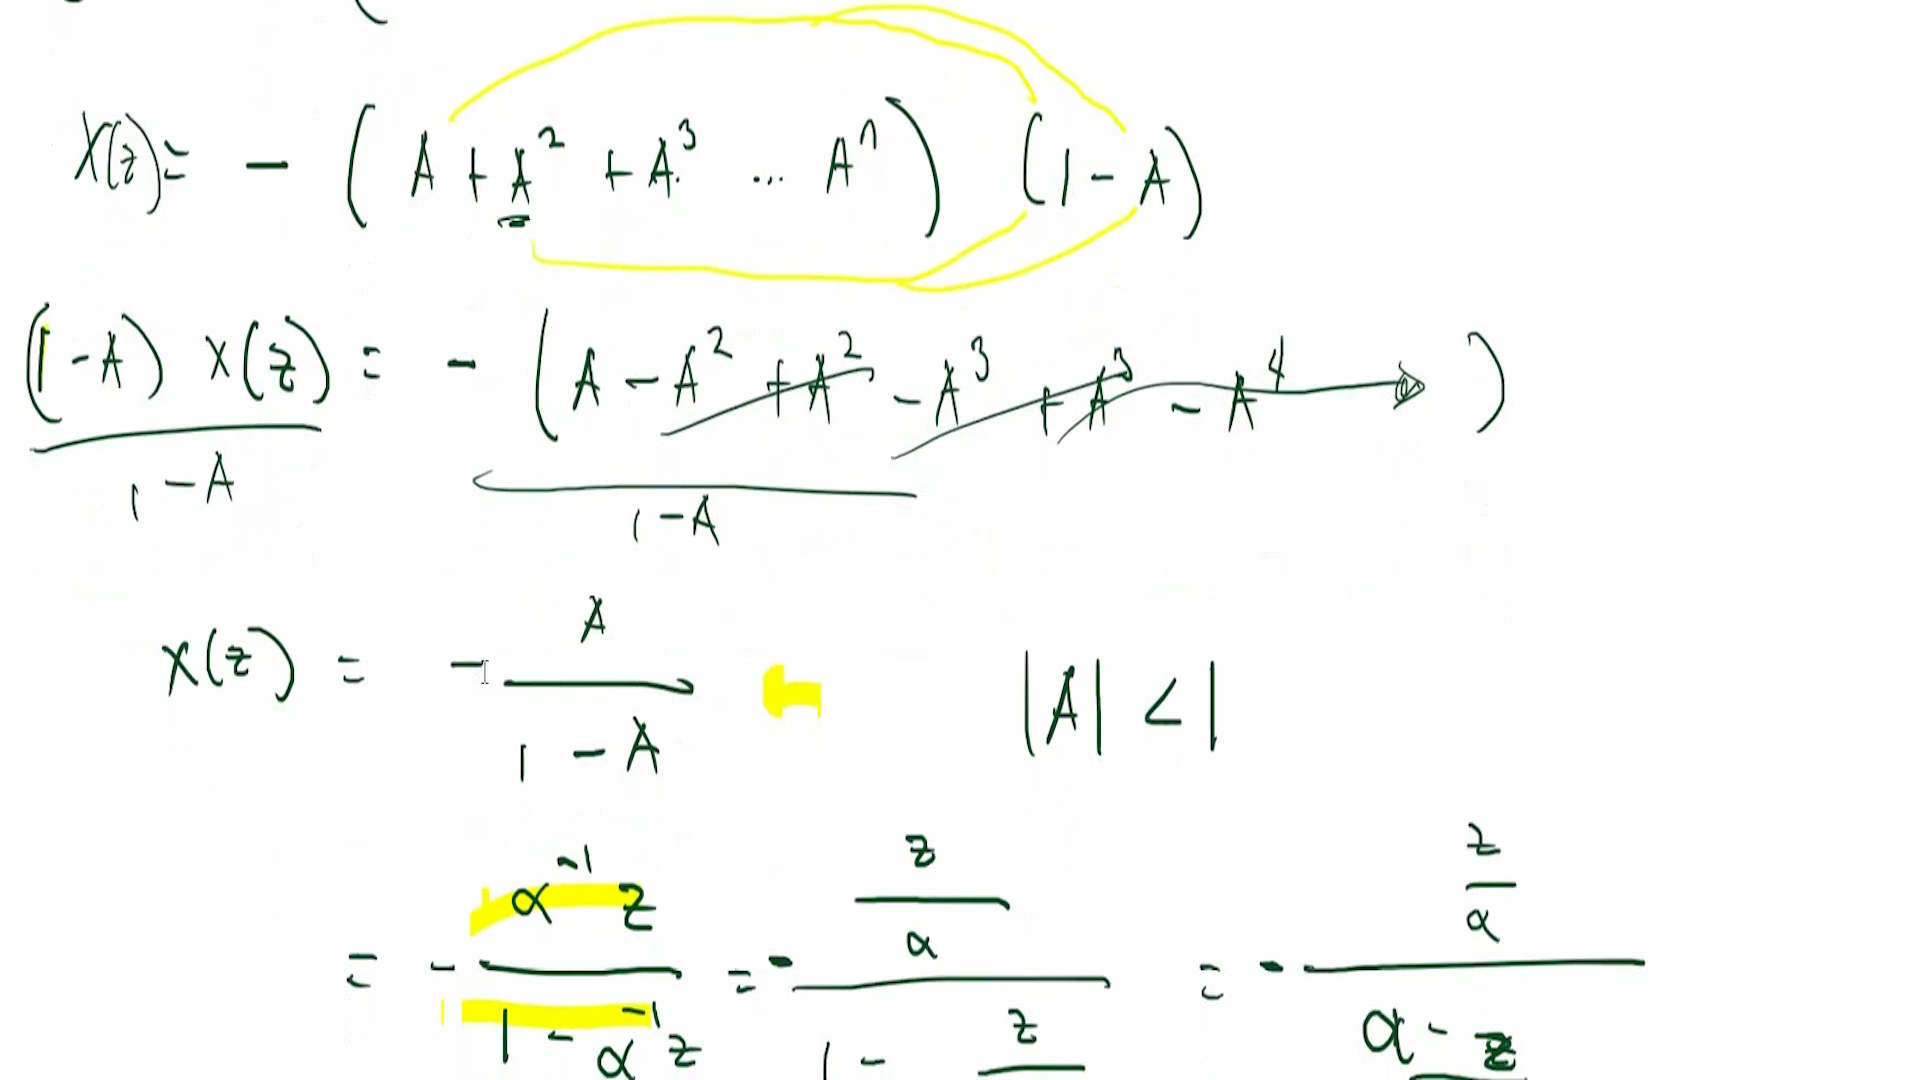 X(z) = - ( A + A² + A³ ... Aⁿ ) (1 - A)
(1 - A) X(z) = - ( A - A² + A² - A³ + A³ - A⁴ )
1 - A 1 - A
X(z) = - A
1 - A
|A| < 1
= - α⁻¹ z = - z = - z
α α
1 - α⁻¹ z 1 - z α - z